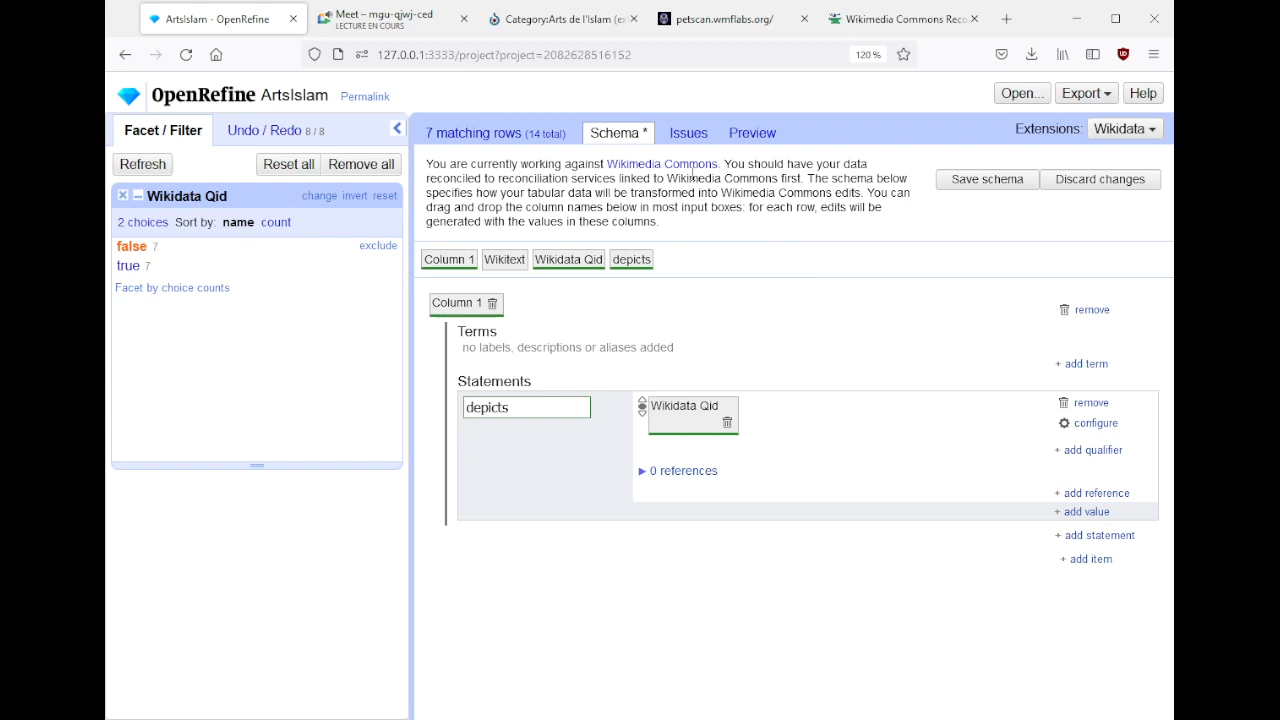 ArtsIslam - OpenRefine
Meet – mgu-qjwj-ced
LECTURE EN COURS
Category:Arts de l'Islam (ex
petscan.wmflabs.org/
Wikimedia Commons Reco
127.0.0.1:3333/project?project=2082628516152
120 %
OpenRefine ArtsIslam Permalink
Open... Export Help
Facet / Filter Undo / Redo 8 / 8
7 matching rows (14 total) Schema * Issues Preview
Extensions: Wikidata
Refresh Reset all Remove all
Wikidata Qid change invert reset
2 choices Sort by: name count
false 7 exclude
true 7
Facet by choice counts
You are currently working against Wikimedia Commons. You should have your data
reconciled to reconciliation services linked to Wikimedia Commons first. The schema below
specifies how your tabular data will be transformed into Wikimedia Commons edits. You can
drag and drop the column names below in most input boxes: for each row, edits will be
generated with the values in these columns.
Save schema Discard changes
Column 1 Wikitext Wikidata Qid depicts
Column 1
remove
Terms
no labels, descriptions or aliases added
+ add term
Statements
depicts
Wikidata Qid
remove
configure
+ add qualifier
0 references
+ add reference
+ add value
+ add statement
+ add item